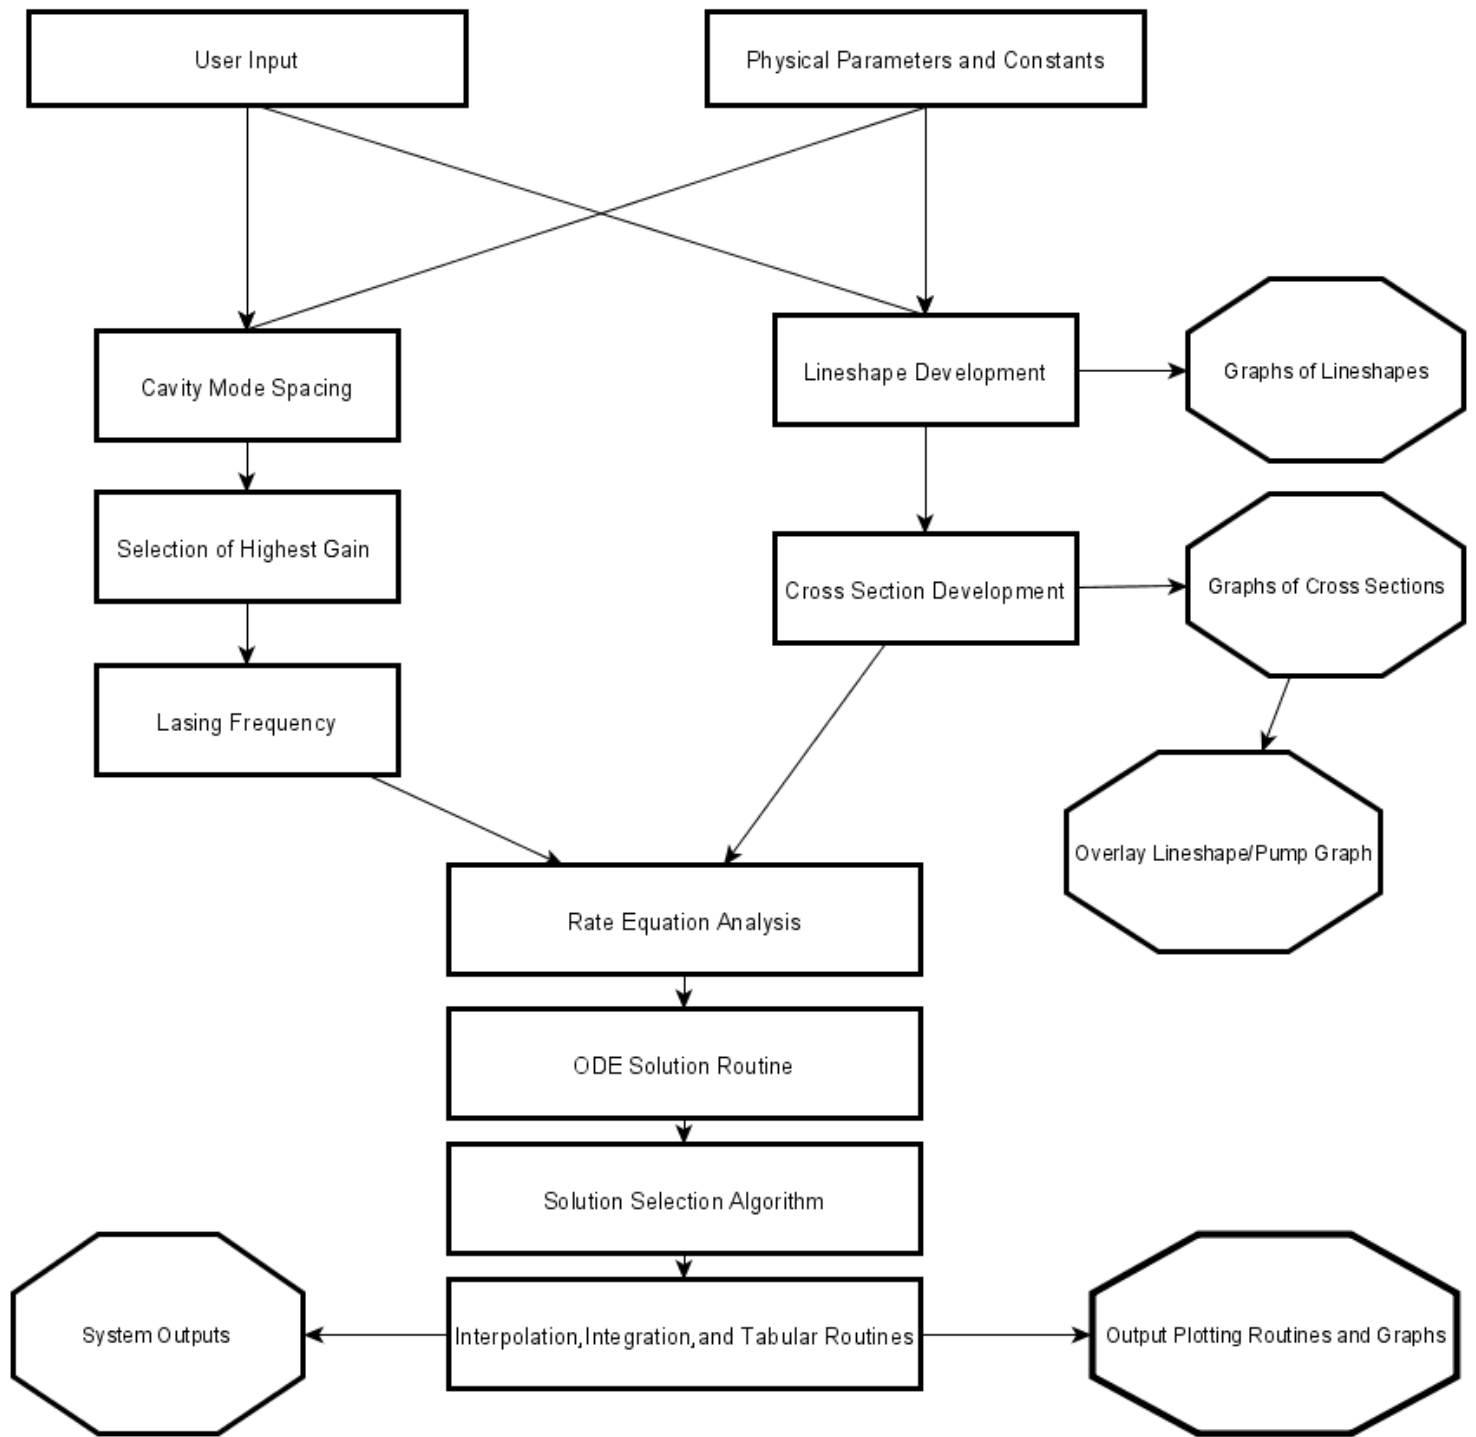 User Input
Physical Parameters and Constants
Cavity Mode Spacing
Lineshape Development
Graphs of Lineshapes
Selection of Highest Gain
Cross Section Development
Graphs of Cross Sections
Lasing Frequency
Overlay Lineshape/Pump Graph
Rate Equation Analysis
ODE Solution Routine
Solution Selection Algorithm
System Outputs
Interpolation,Integration,and Tabular Routines
Output Plotting Routines and Graphs